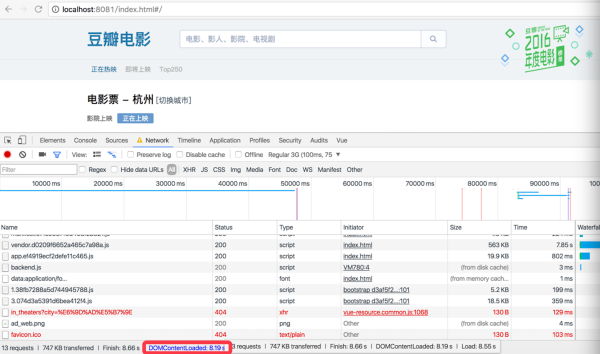 localhost:8081/index.html#/
豆瓣电影
电影、影人、影院、电视剧
2016
年度电影
正在热映 即将上映 Top250
电影票 – 杭州 [切换城市]
影院上映 正在上映
Elements Console Sources Network Timeline Application Profiles Security Audits Vue
View: Preserve log Disable cache Offline Regular 3G (100ms, 75 ▼
Filter Regex Hide data URLs All XHR JS CSS Img Media Font Doc WS Manifest Other
10000 ms 20000 ms 30000 ms 40000 ms 50000 ms 60000 ms 70000 ms 80000 ms 90000 ms 100
Name Status Type Initiator Size Time Waterfal
vendor.d0209f6652a465c7a98a.js 200 script index.html 563 KB 7.85 s
app.ef4919ecf2defe11c465.js 200 script index.html 19.9 KB 802 ms
backend.js 200 script VM780:4 (from disk cache) 3 ms
data:application/fo... 200 font index.html (from memory cach... 1 ms
1.38fb7288a5d744945788.js 200 script bootstrap d3af5f2...:101 5.2 KB 199 ms
3.074d3a5391d6bea4124f.js 200 script bootstrap d3af5f2...:101 18.5 KB 359 ms
in_theaters?city=%E6%9D%AD%E5%B7%9E 404 xhr vue-resource.common.js:1068 130 B 129 ms
ad_web.png 200 png Other (from disk cache) 4 ms
favicon.ico 404 text/plain Other 130 B 103 ms
13 requests | 747 KB transferred | Finish: 8.66 s | DOMContentLoaded: 8.19 s 13 requests | 747 KB transferred | Finish: 8.66 s | DOMContentLoaded: 8.19 s | Load: 8.55 s